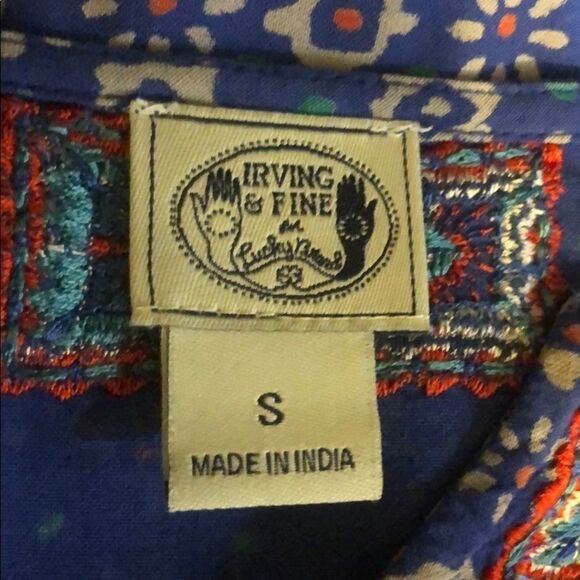 IRVING
& FINE
for
Lucky Brand
S
MADE IN INDIA